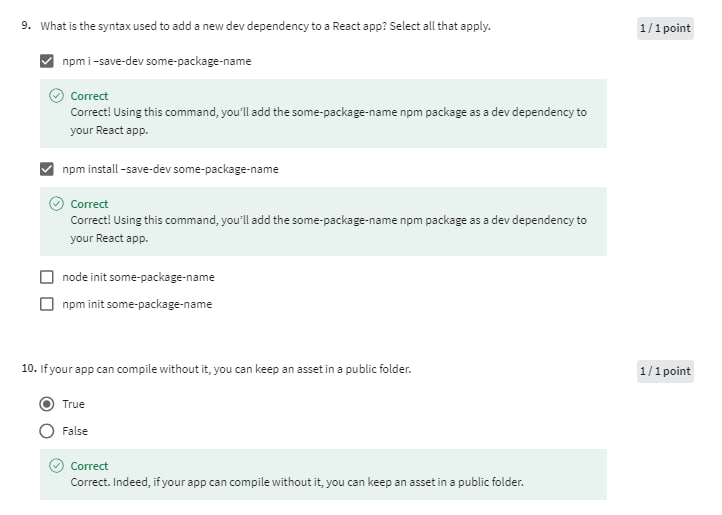 9. What is the syntax used to add a new dev dependency to a React app? Select all that apply.
1 / 1 point
npm i –save-dev some-package-name
Correct
Correct! Using this command, you'll add the some-package-name npm package as a dev dependency to
your React app.
npm install –save-dev some-package-name
Correct
Correct! Using this command, you'll add the some-package-name npm package as a dev dependency to
your React app.
node init some-package-name
npm init some-package-name
10. If your app can compile without it, you can keep an asset in a public folder.
1 / 1 point
True
False
Correct
Correct. Indeed, if your app can compile without it, you can keep an asset in a public folder.